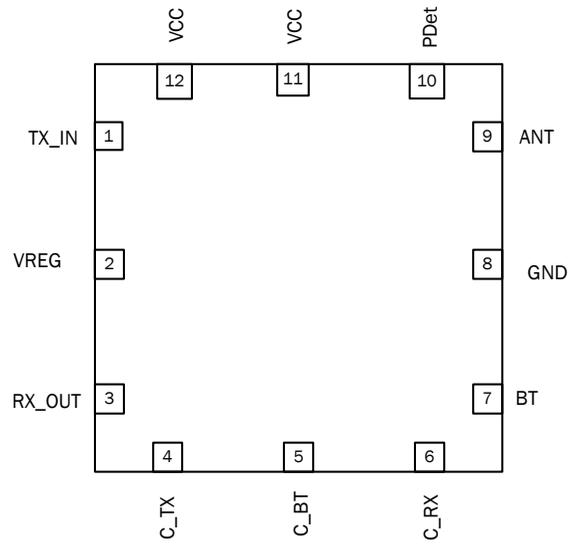 VCC
VCC
PDet
12
11
10
TX_IN
1
9
ANT
VREG
2
8
GND
RX_OUT
3
7
BT
4
5
6
C_TX
C_BT
C_RX